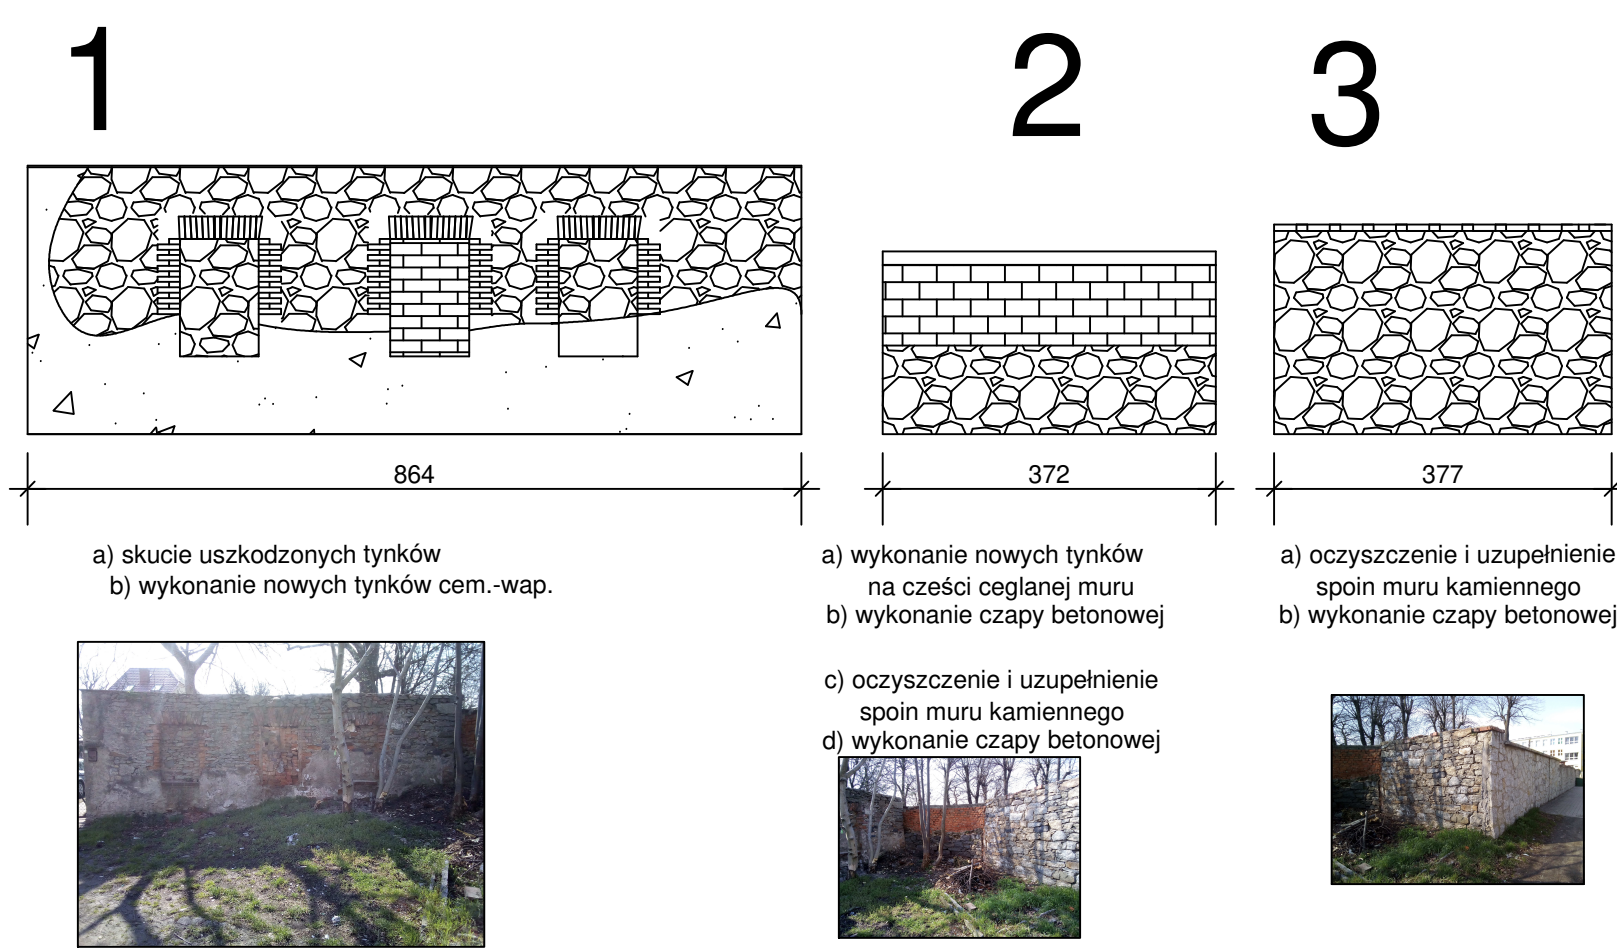 1
2
3
864
372
377
a) skucie uszkodzonych tynków
b) wykonanie nowych tynków cem.-wap.
a) wykonanie nowych tynków
na cześci ceglanej muru
b) wykonanie czapy betonowej
c) oczyszczenie i uzupełnienie
spoin muru kamiennego
d) wykonanie czapy betonowej
a) oczyszczenie i uzupełnienie
spoin muru kamiennego
b) wykonanie czapy betonowej